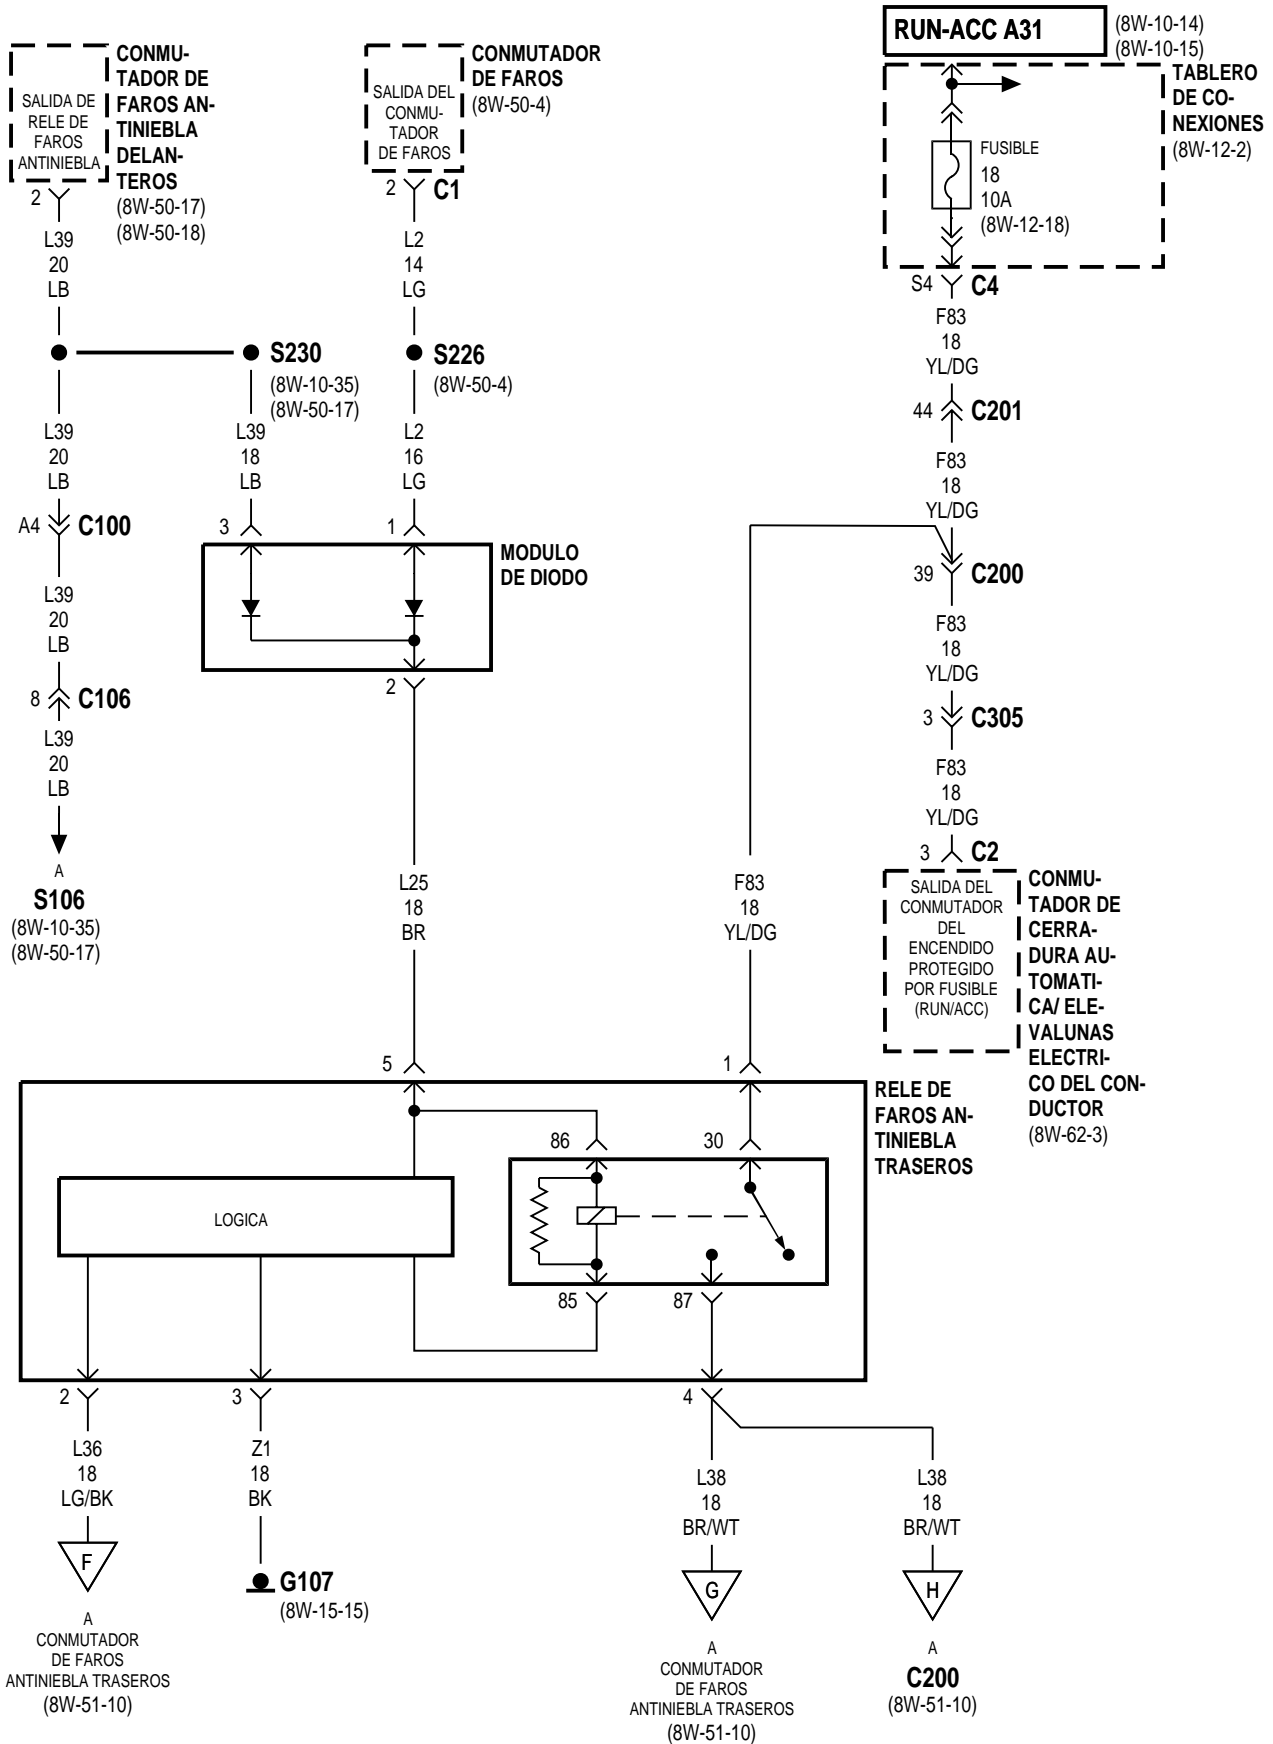 CONMU-
TADOR DE
FAROS AN-
TINIEBLA
DELAN-
TEROS
(8W-50-17)
(8W-50-18)
SALIDA DE
RELE DE
FAROS
ANTINIEBLA
2
L39
20
LB
S230
(8W-10-35)
(8W-50-17)
L39
20
LB
A4
C100
L39
20
LB
8
C106
L39
20
LB
A
S106
(8W-10-35)
(8W-50-17)
L39
18
LB
3
CONMUTADOR
DE FAROS
(8W-50-4)
SALIDA DEL
CONMU-
TADOR
DE FAROS
2
C1
L2
14
LG
S226
(8W-50-4)
L2
16
LG
1
MODULO
DE DIODO
2
L25
18
BR
5
RUN-ACC A31
(8W-10-14)
(8W-10-15)
TABLERO
DE CO-
NEXIONES
(8W-12-2)
FUSIBLE
18
10A
(8W-12-18)
S4
C4
F83
18
YL/DG
44
C201
F83
18
YL/DG
39
C200
F83
18
YL/DG
3
C305
F83
18
YL/DG
3
C2
SALIDA DEL
CONMUTADOR
DEL
ENCENDIDO
PROTEGIDO
POR FUSIBLE
(RUN/ACC)
CONMU-
TADOR DE
CERRA-
DURA AU-
TOMATI-
CA/ ELE-
VALUNAS
ELECTRI-
CO DEL CON-
DUCTOR
(8W-62-3)
F83
18
YL/DG
1
RELE DE
FAROS AN-
TINIEBLA
TRASEROS
86
30
LOGICA
85
87
2
3
4
L36
18
LG/BK
F
A
CONMUTADOR
DE FAROS
ANTINIEBLA TRASEROS
(8W-51-10)
Z1
18
BK
G107
(8W-15-15)
L38
18
BR/WT
G
A
CONMUTADOR
DE FAROS
ANTINIEBLA TRASEROS
(8W-51-10)
L38
18
BR/WT
H
A
C200
(8W-51-10)